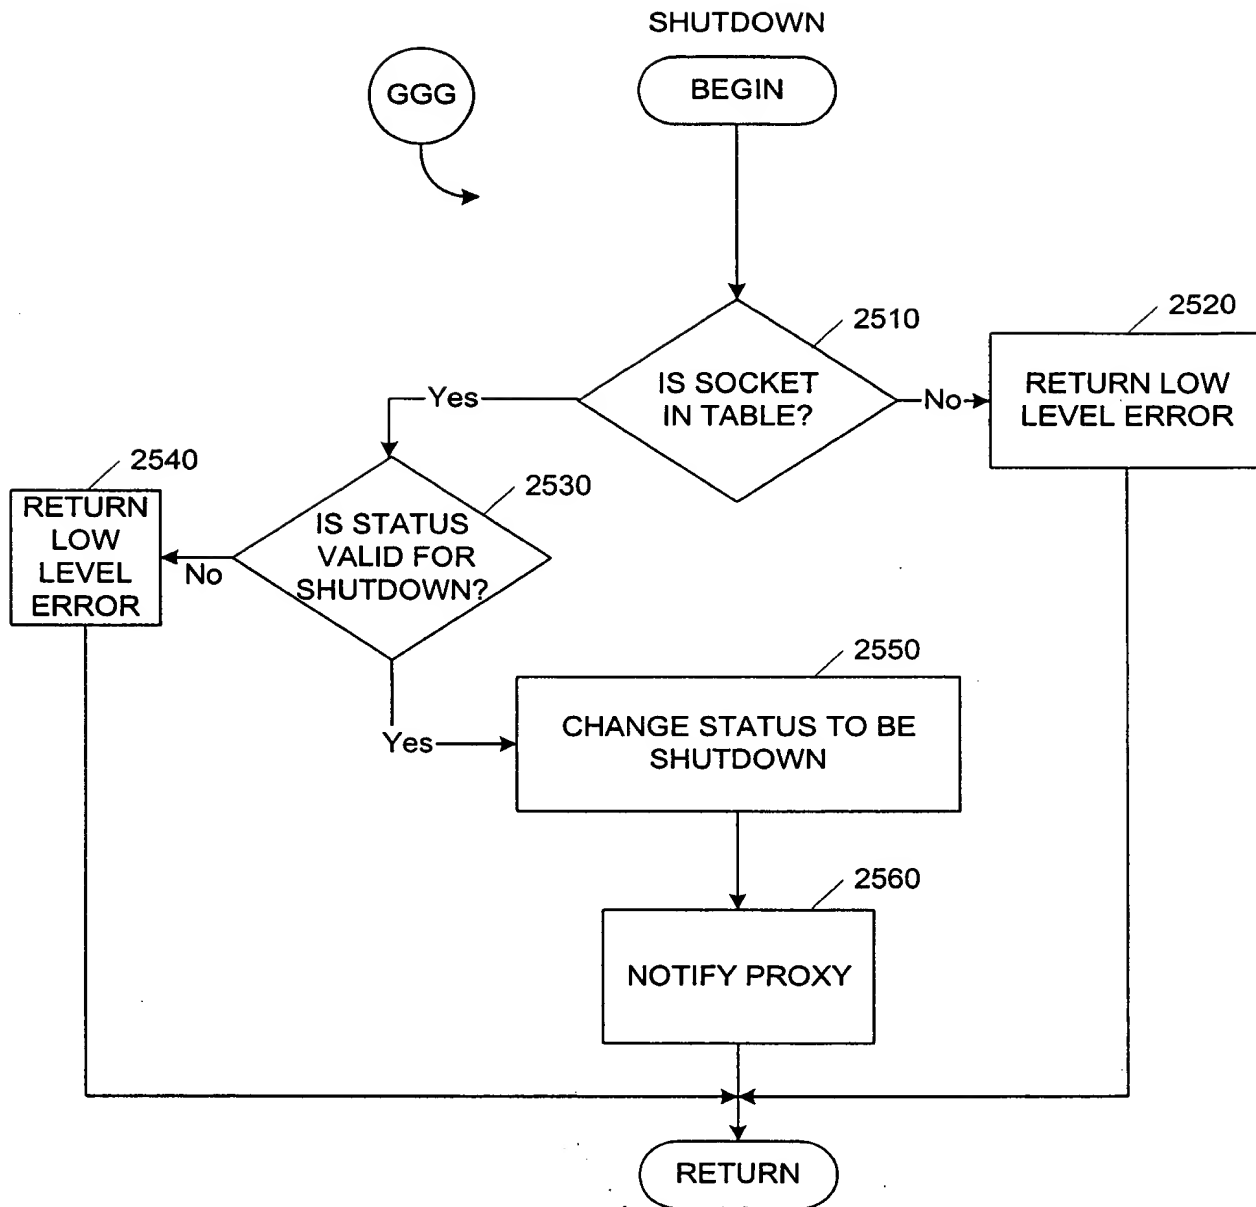 SHUTDOWN
GGG
BEGIN
2510
IS SOCKET
IN TABLE?
Yes
No
2520
RETURN LOW
LEVEL ERROR
2530
IS STATUS
VALID FOR
SHUTDOWN?
No
2540
RETURN
LOW
LEVEL
ERROR
Yes
2550
CHANGE STATUS TO BE
SHUTDOWN
2560
NOTIFY PROXY
RETURN